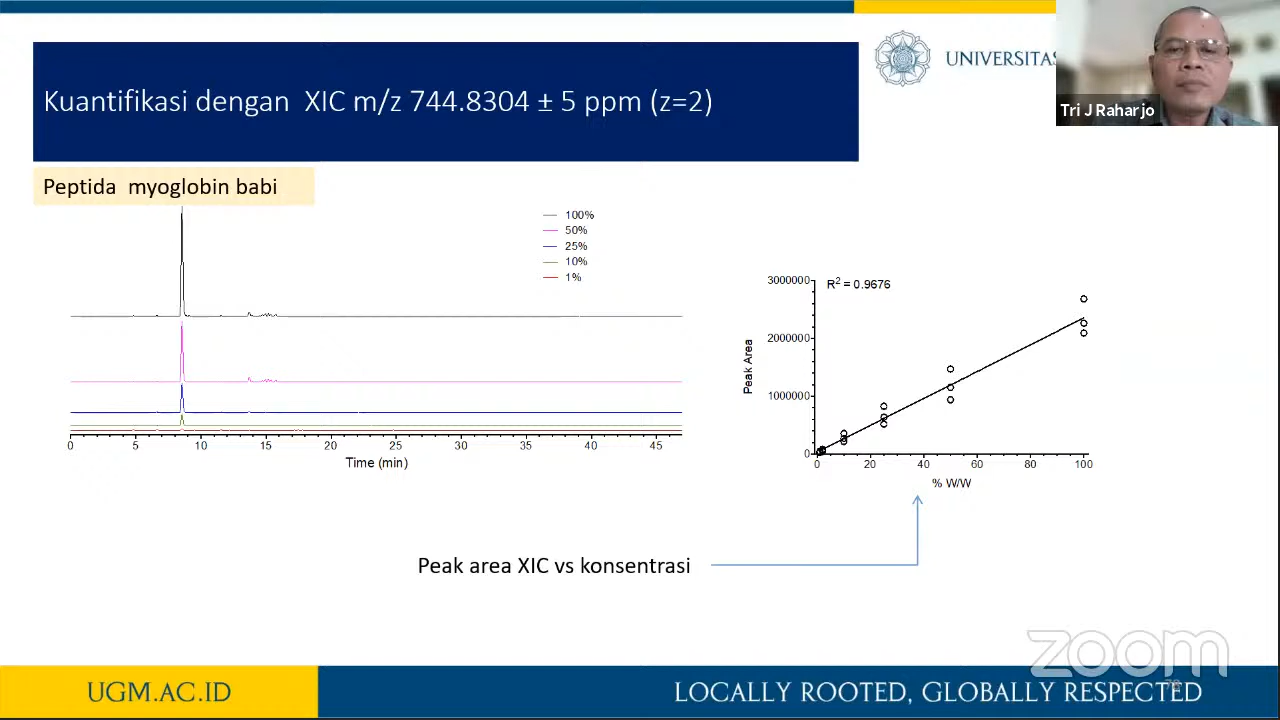 UNIVERSITAS
Tri J Raharjo
Kuantifikasi dengan XIC m/z 744.8304 ± 5 ppm (z=2)
Peptida myoglobin babi
100%
50%
25%
10%
1%
0 5 10 15 20 25 30 35 40 45
Time (min)
R² = 0.9676
3000000
2000000
1000000
0
Peak Area
0 20 40 60 80 100
% W/W
Peak area XIC vs konsentrasi
zoom
UGM.AC.ID
LOCALLY ROOTED, GLOBALLY RESPECTED